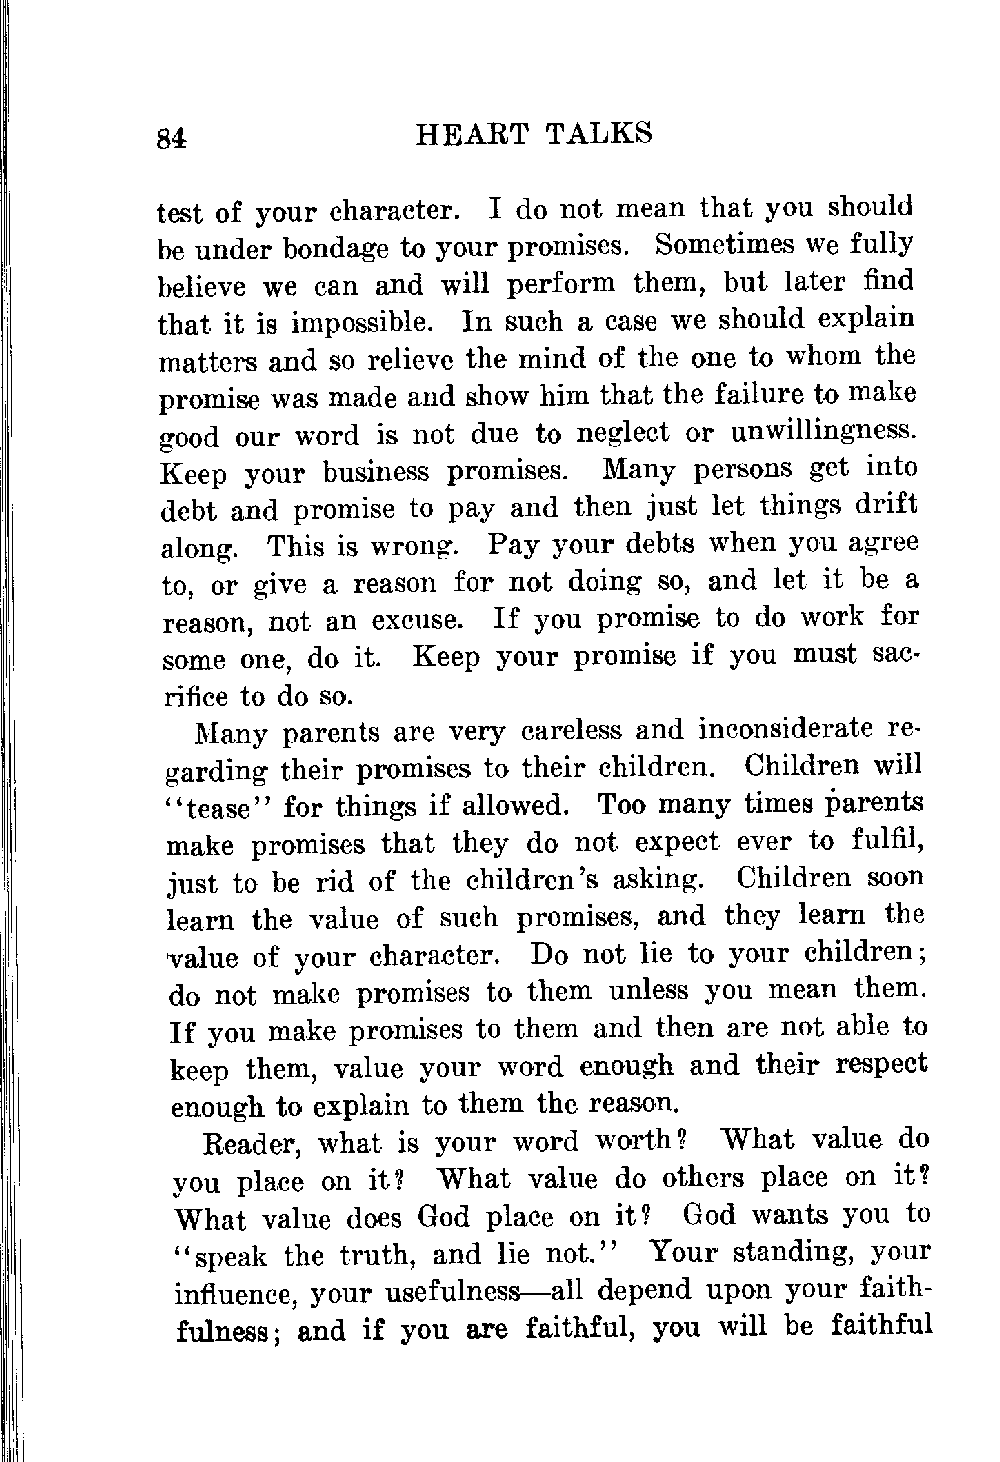 84 HEART TALKS
test of your character. I do not mean that you should
be under bondage to your promises. Sometimes we fully
believe we can and will perform them, but later find
that it is impossible. In such a case we should explain
matters and so relieve the mind of the one to whom the
promise was made and show him that the failure to make
good our word is not due to neglect or unwillingness.
Keep your business promises. Many persons get into
debt and promise to pay and then just let things drift
along. This is wrong. Pay your debts when you agree
to, or give a reason for not doing so, and let it be a
reason, not an excuse. If you promise to do work for
some one, do it. Keep your promise if you must sac-
rifice to do so.
Many parents are very careless and inconsiderate re-
garding their promises to their children. Children will
"tease" for things if allowed. Too many times parents
make promises that they do not expect ever to fulfil,
just to be rid of the children's asking. Children soon
learn the value of such promises, and they learn the
value of your character. Do not lie to your children;
do not make promises to them unless you mean them.
If you make promises to them and then are not able to
keep them, value your word enough and their respect
enough to explain to them the reason.
Reader, what is your word worth? What value do
you place on it? What value do others place on it?
What value does God place on it? God wants you to
"speak the truth, and lie not." Your standing, your
influence, your usefulness—all depend upon your faith-
fulness; and if you are faithful, you will be faithful